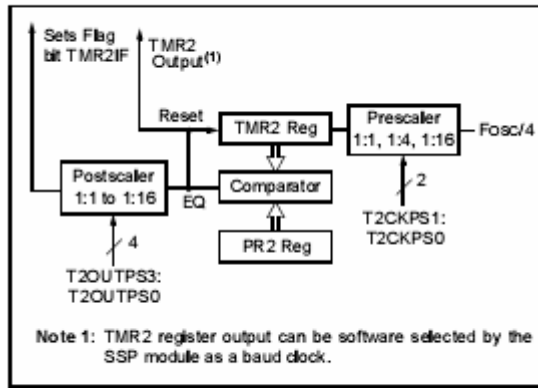 Sets Flag
bit TMR2IF
TMR2
Output(1)
Reset
TMR2 Reg
Prescaler
1:1, 1:4, 1:16
Fosc/4
Postscaler
1:1 to 1:16
EQ
Comparator
2
T2CKPS1:
T2CKPS0
4
PR2 Reg
T2OUTPS3:
T2OUTPS0
Note 1: TMR2 register output can be software selected by the
SSP module as a baud clock.